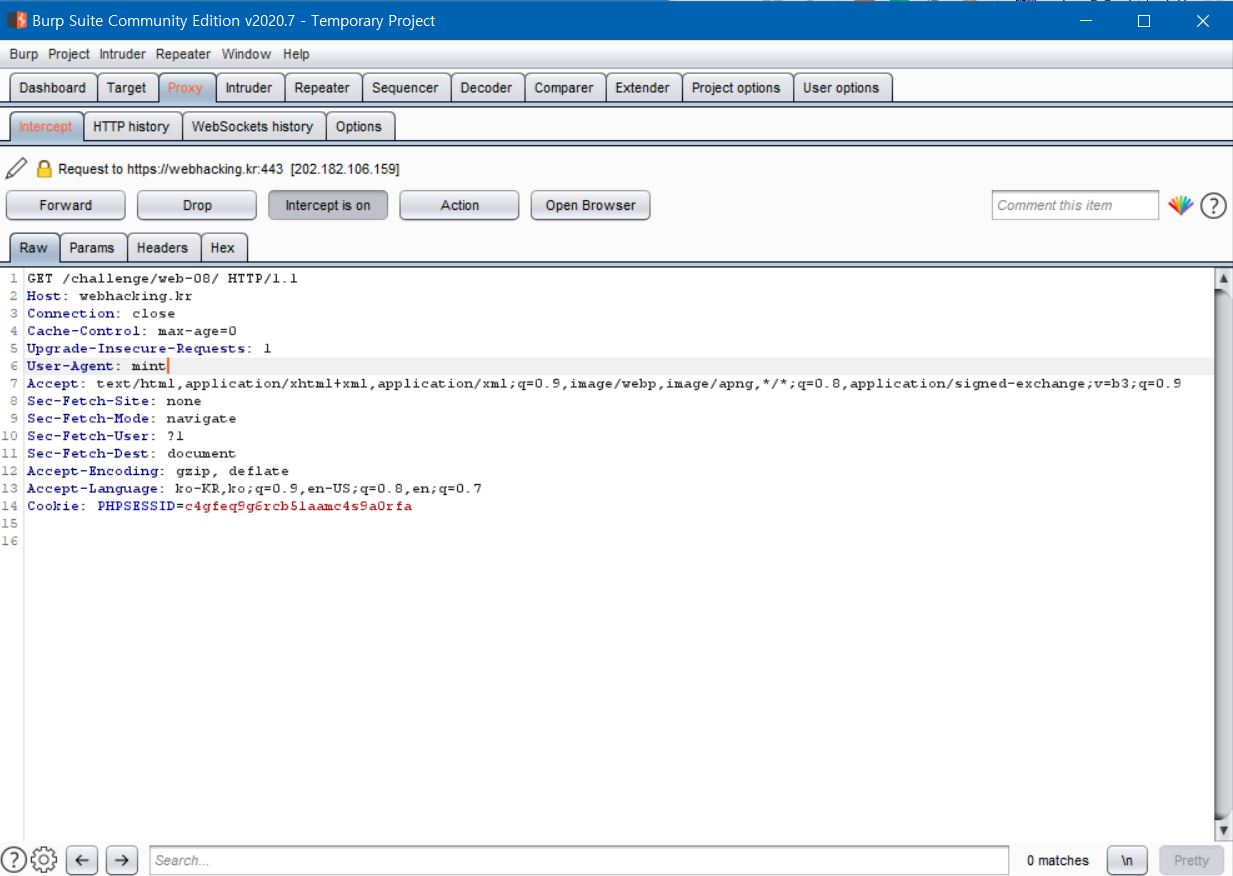 Burp Suite Community Edition v2020.7 - Temporary Project
Burp Project Intruder Repeater Window Help
Dashboard Target Proxy Intruder Repeater Sequencer Decoder Comparer Extender Project options User options
Intercept HTTP history WebSockets history Options
Request to https://webhacking.kr:443 [202.182.106.159]
Forward Drop Intercept is on Action Open Browser Comment this item ?
Raw Params Headers Hex
1 GET /challenge/web-08/ HTTP/1.1
2 Host: webhacking.kr
3 Connection: close
4 Cache-Control: max-age=0
5 Upgrade-Insecure-Requests: 1
6 User-Agent: mint
7 Accept: text/html,application/xhtml+xml,application/xml;q=0.9,image/webp,image/apng,*/*;q=0.8,application/signed-exchange;v=b3;q=0.9
8 Sec-Fetch-Site: none
9 Sec-Fetch-Mode: navigate
10 Sec-Fetch-User: ?1
11 Sec-Fetch-Dest: document
12 Accept-Encoding: gzip, deflate
13 Accept-Language: ko-KR,ko;q=0.9,en-US;q=0.8,en;q=0.7
14 Cookie: PHPSESSID=c4gfeq9g6rcb51aamc4s9a0rfa
15
16
? Search... 0 matches \n Pretty